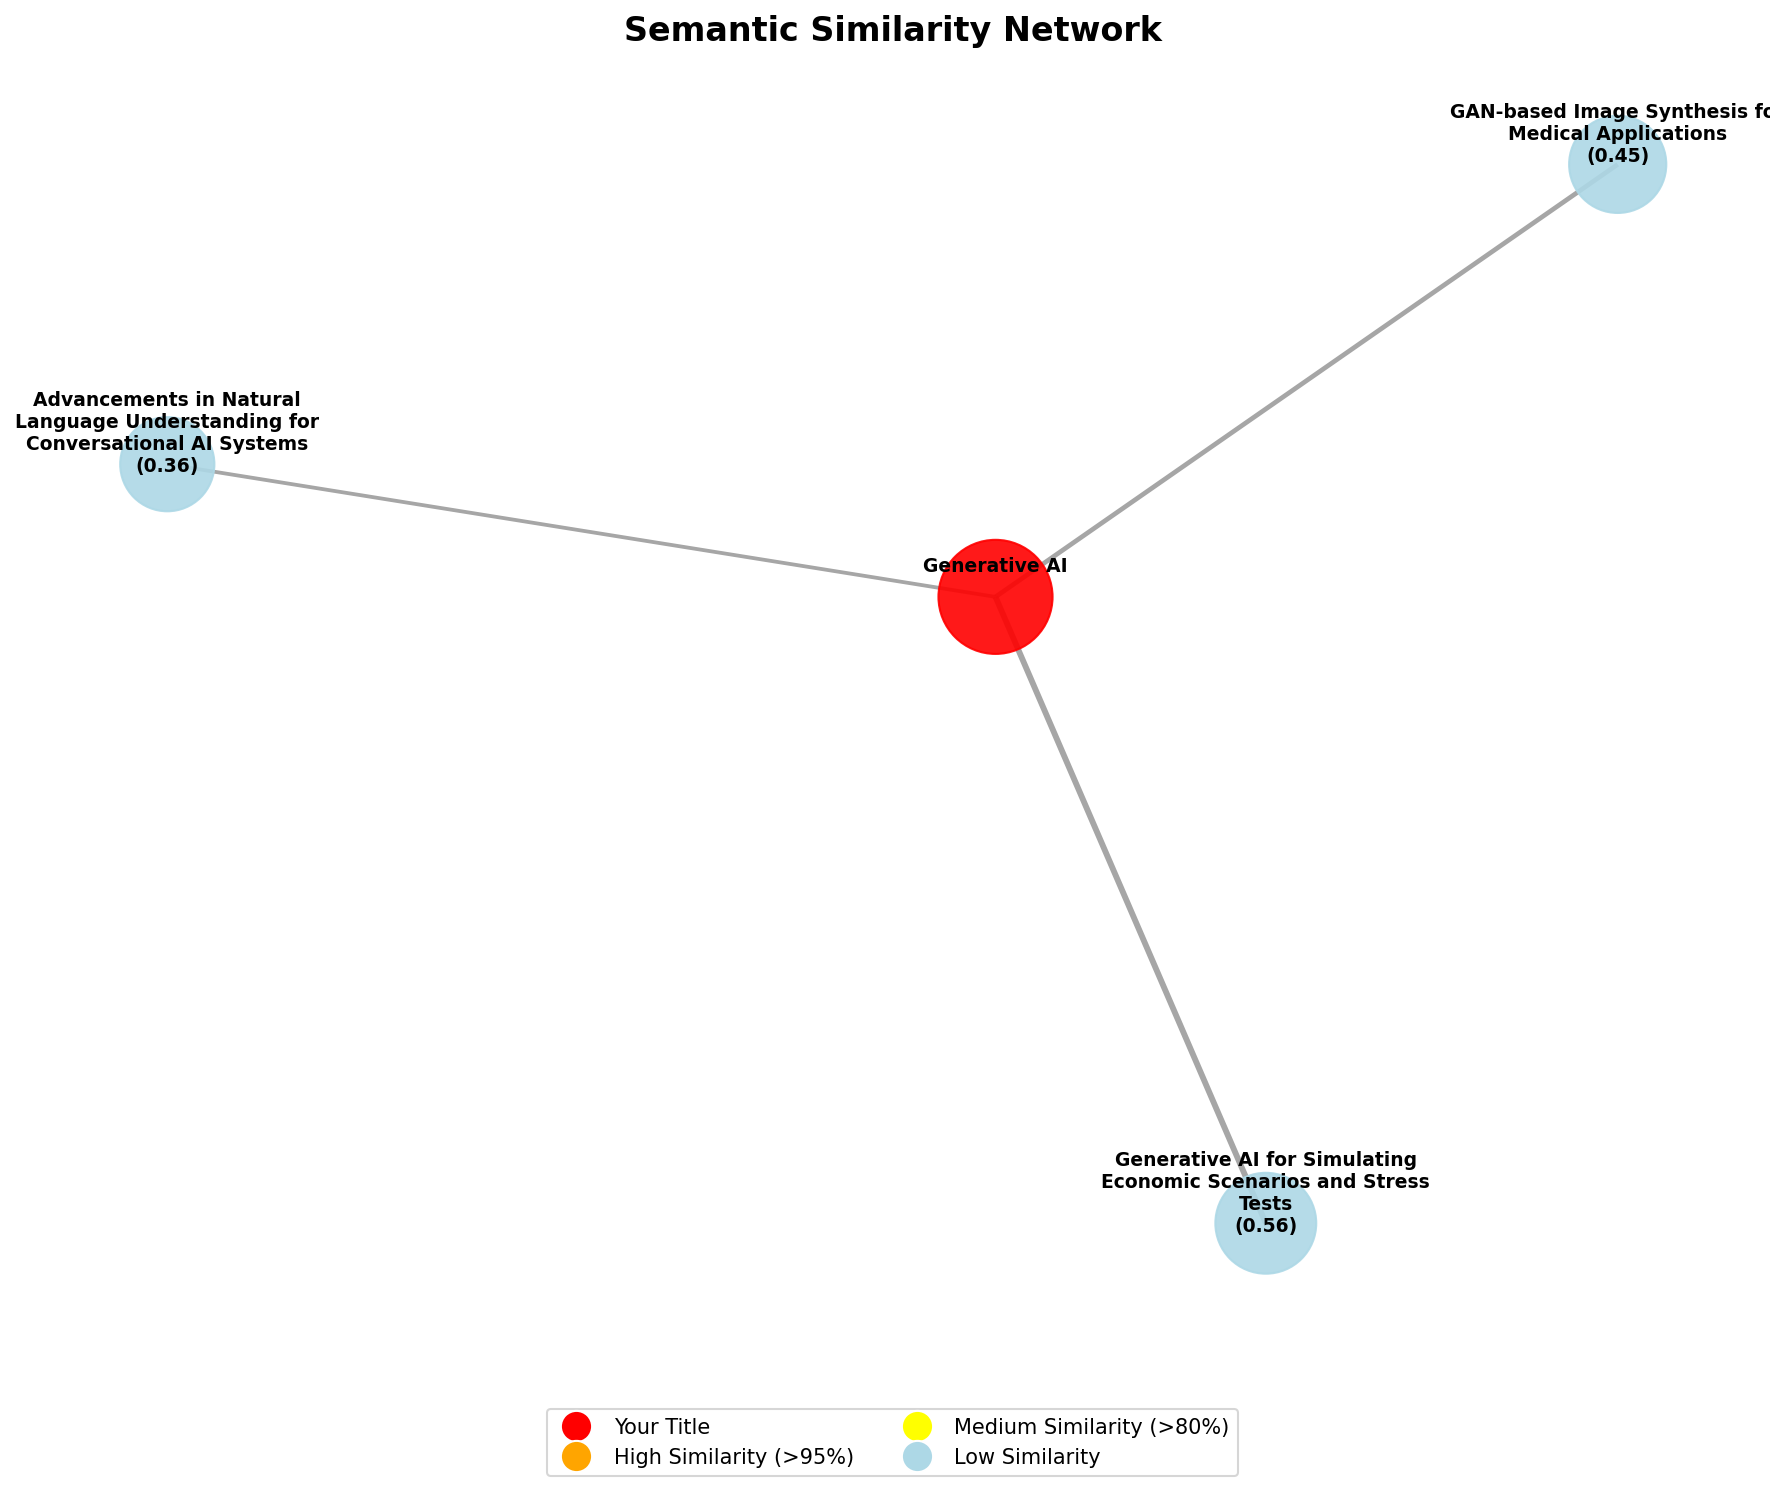 Semantic Similarity Network
GAN-based Image Synthesis fo
Medical Applications
(0.45)
Advancements in Natural
Language Understanding for
Conversational AI Systems
(0.36)
Generative AI
Generative AI for Simulating
Economic Scenarios and Stress
Tests
(0.56)
Your Title
High Similarity (>95%)
Medium Similarity (>80%)
Low Similarity